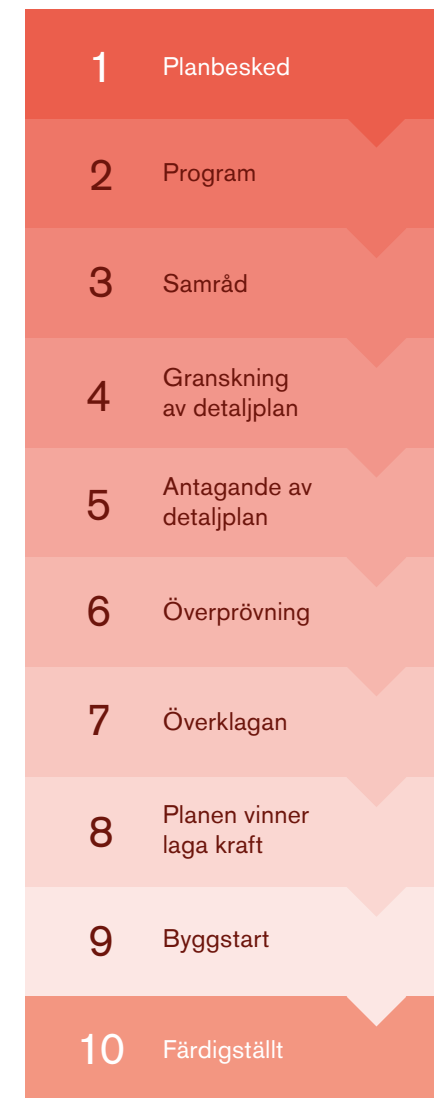 1 Planbesked
2 Program
3 Samråd
4 Granskning
av detaljplan
5 Antagande av
detaljplan
6 Överprövning
7 Överklagan
8 Planen vinner
laga kraft
9 Byggstart
10 Färdigställt